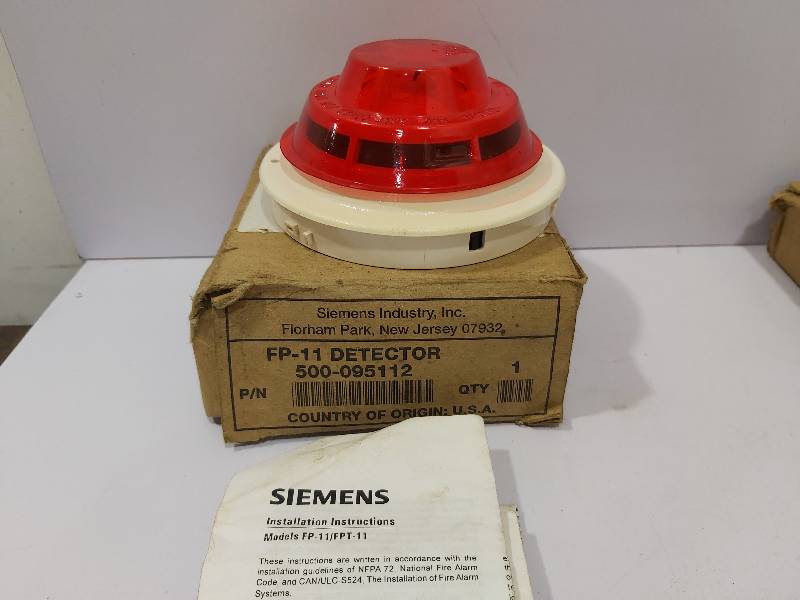 Siemens Industry, Inc.
Florham Park, New Jersey 07932
FP-11 DETECTOR
500-095112
P/N
QTY
1
COUNTRY OF ORIGIN: U.S.A.
SIEMENS
Installation Instructions
Models FP-11/FPT-11
These instructions are written in accordance with the
installation guidelines of NFPA 72, National Fire Alarm
Code, and CAN/ULC-S524, The Installation of Fire Alarm
Systems.